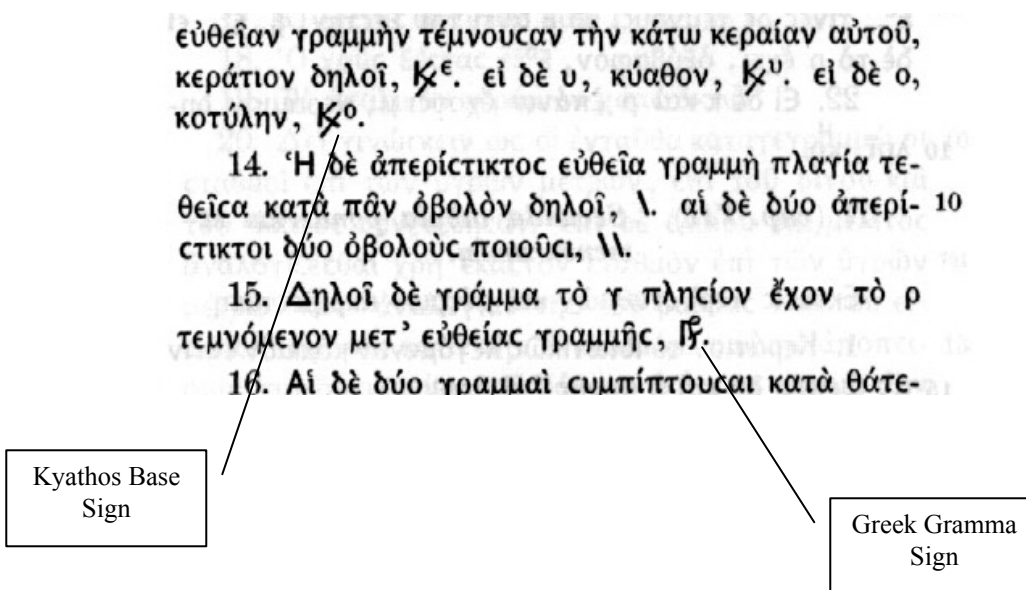 εὐθεῖαν γραμμὴν τέμνουϲαν τὴν κάτω κεραίαν αὐτοῦ,
κεράτιον δηλοῖ, Ϗ̷ᵋ. εἰ δὲ υ, κύαθον, Ϗ̷ᶹ. εἰ δὲ ο,
κοτύλην, Ϗ̷ᵒ.
14. Ἡ δὲ ἀπερίϲτικτοϲ εὐθεῖα γραμμὴ πλαγία τε-
θεῖϲα κατὰ πᾶν ὀβολὸν δηλοῖ, \. αἱ δὲ δύο ἀπερί- 10
ϲτικτοι δύο ὀβολοὺϲ ποιοῦϲι, \\.
15. Δηλοῖ δὲ γράμμα τὸ γ πληϲίον ἔχον τὸ ρ
τεμνόμενον μετ’ εὐθείαϲ γραμμῆϲ,
16. Αἱ δὲ δύο γραμμαὶ ϲυμπίπτουϲαι κατὰ θάτε-
Kyathos Base
Sign
Greek Gramma
Sign